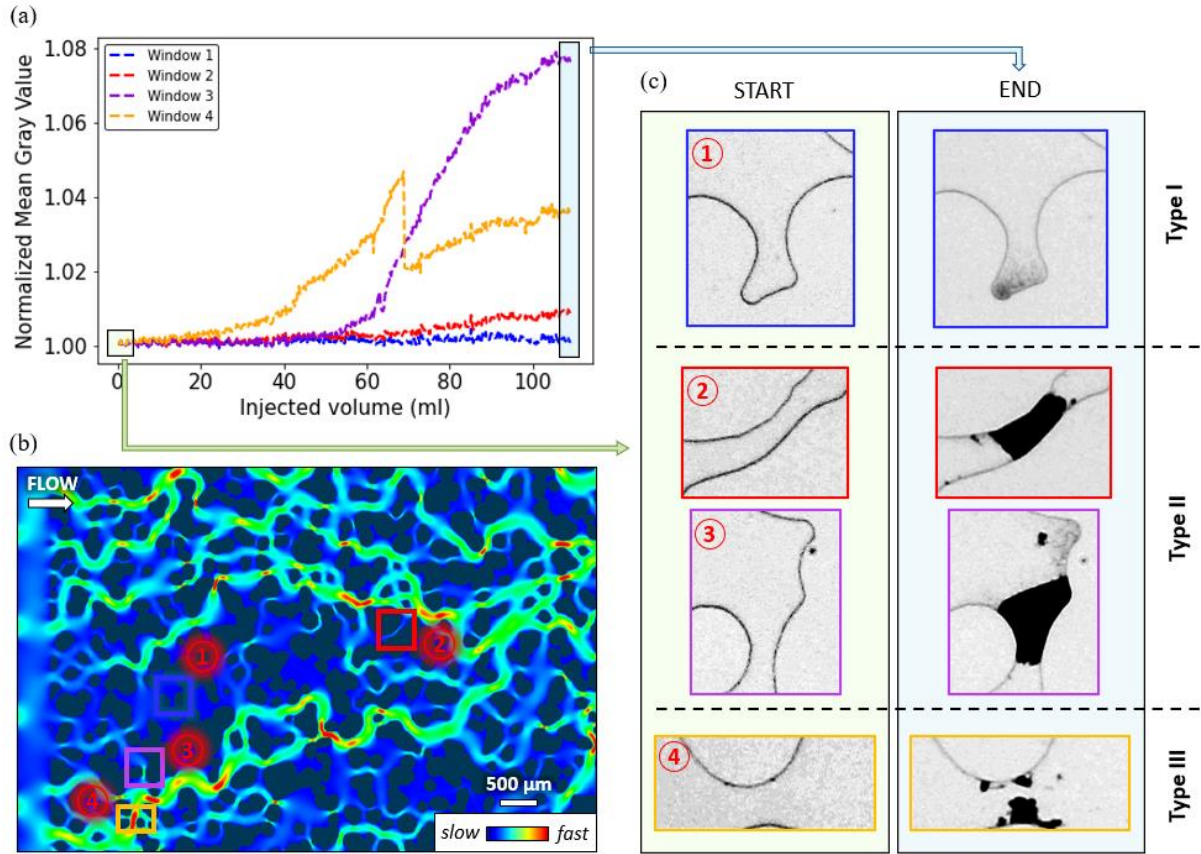 (a)
1.08
1.06
1.04
1.02
1.00
Normalized Mean Gray Value
Window 1
Window 2
Window 3
Window 4
0
20
40
60
80
100
Injected volume (ml)
(b)
FLOW
1
2
3
4
500 µm
slow fast
(c)
START
END
1
Type I
2
3
Type II
4
Type III